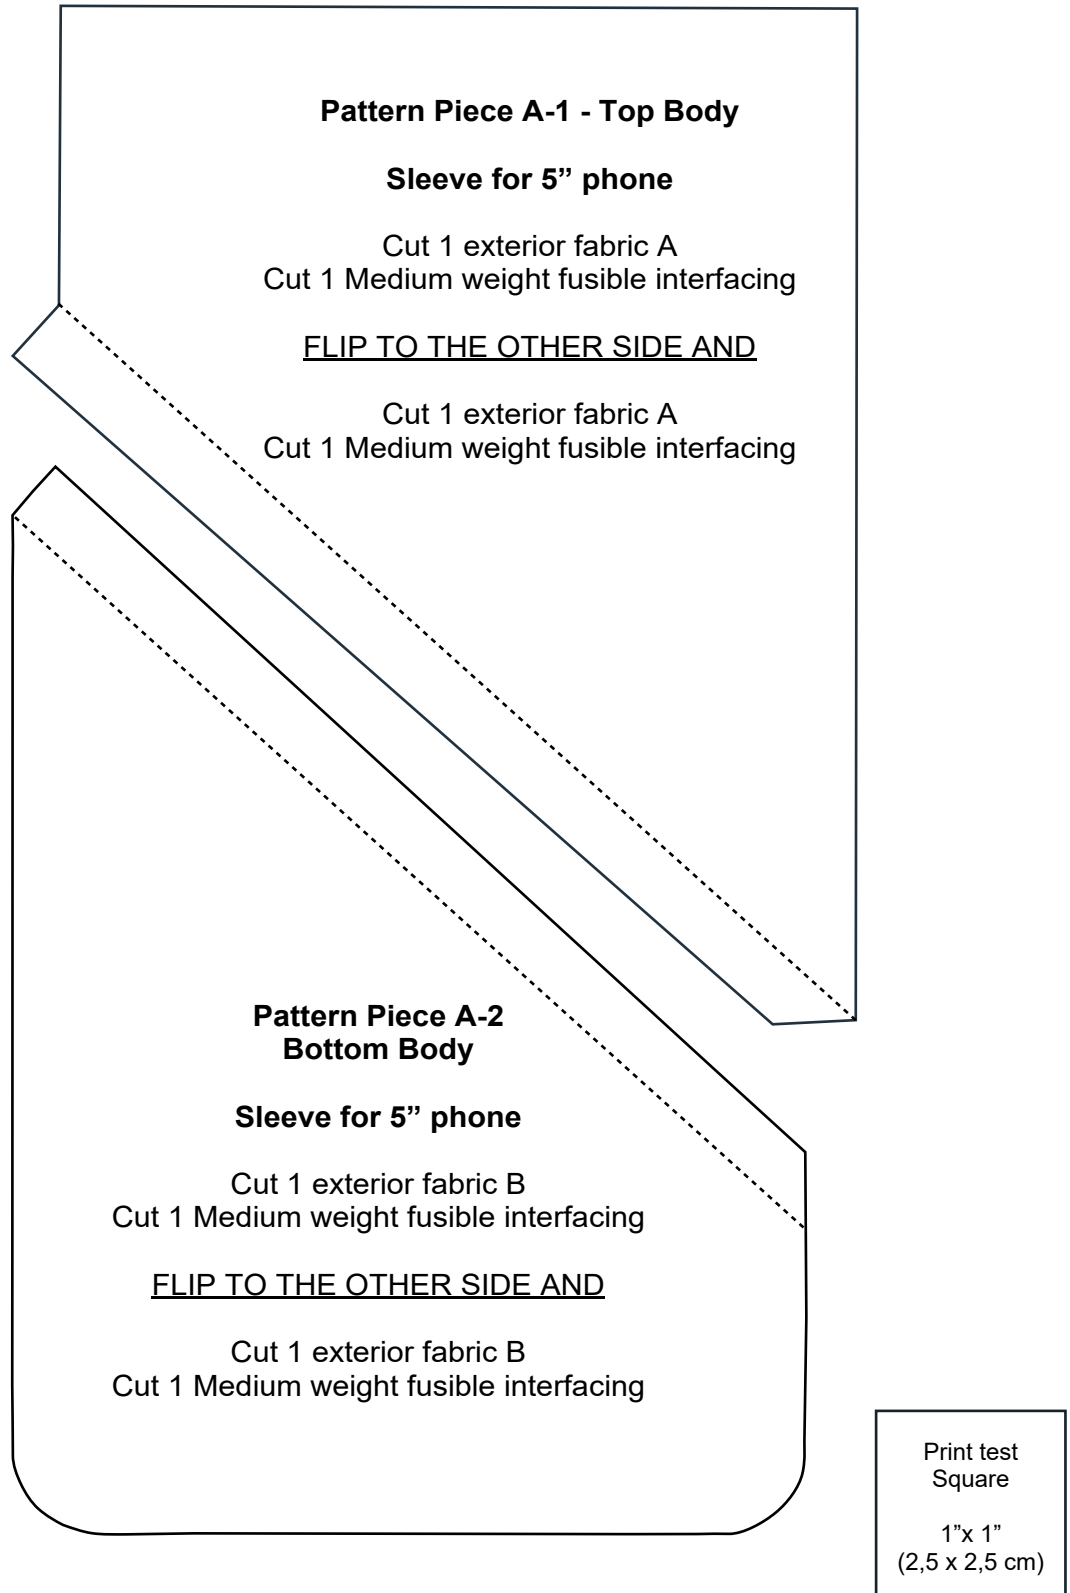 Pattern Piece A-1 - Top Body
Sleeve for 5” phone
Cut 1 exterior fabric A
Cut 1 Medium weight fusible interfacing
FLIP TO THE OTHER SIDE AND
Cut 1 exterior fabric A
Cut 1 Medium weight fusible interfacing
Pattern Piece A-2
Bottom Body
Sleeve for 5” phone
Cut 1 exterior fabric B
Cut 1 Medium weight fusible interfacing
FLIP TO THE OTHER SIDE AND
Cut 1 exterior fabric B
Cut 1 Medium weight fusible interfacing
Print test
Square
1”x 1”
(2,5 x 2,5 cm)